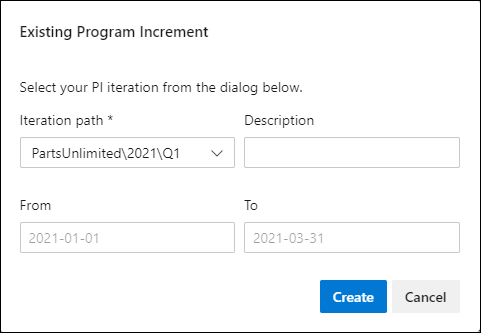 Existing Program Increment
Select your PI iteration from the dialog below.
Iteration path * Description
PartsUnlimited\2021\Q1
From To
2021-01-01 2021-03-31
Create Cancel